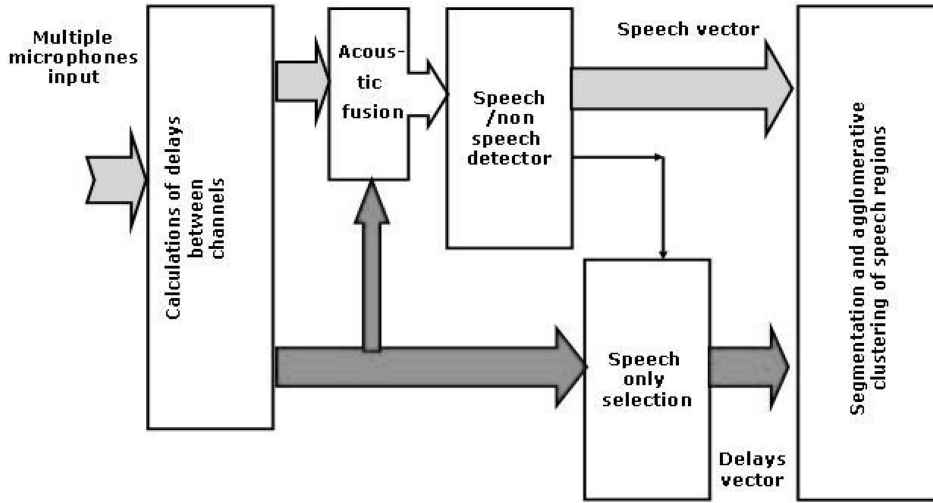 Multiple
microphones
input
Calculations of delays
between
channels
Acous-
tic
fusion
Speech
/non
speech
detector
Speech vector
Speech
only
selection
Delays
vector
Segmentation and agglomerative
clustering of speech regions